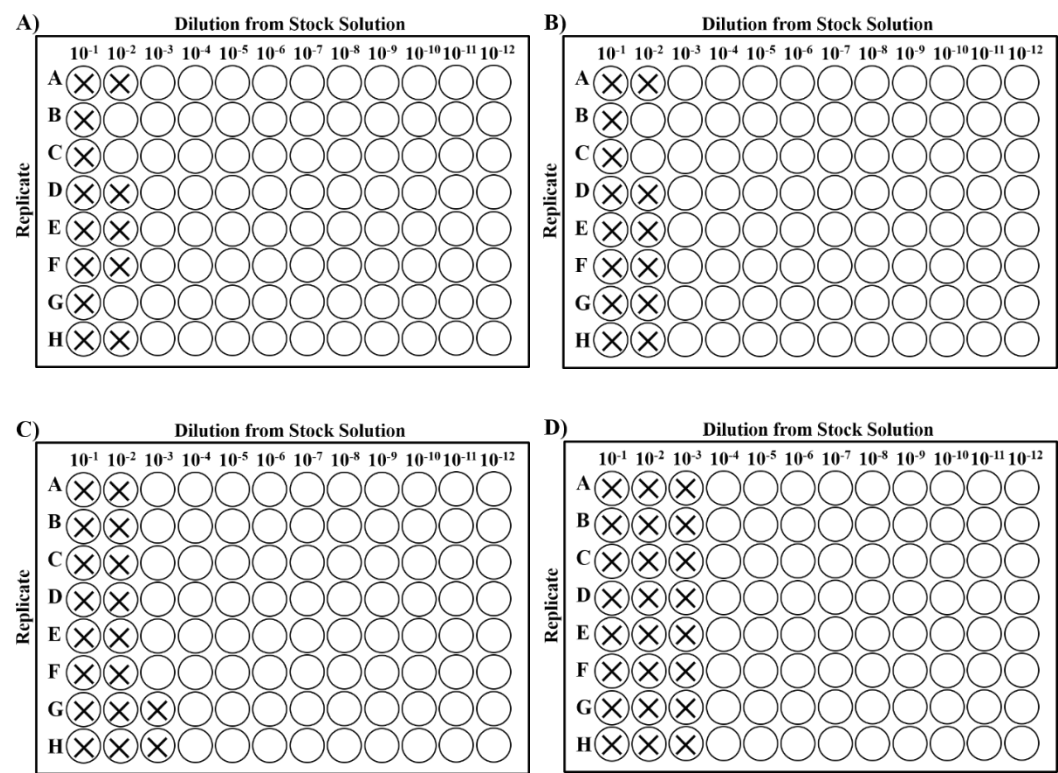 A)
Dilution from Stock Solution
10⁻¹ 10⁻² 10⁻³ 10⁻⁴ 10⁻⁵ 10⁻⁶ 10⁻⁷ 10⁻⁸ 10⁻⁹ 10⁻¹⁰ 10⁻¹¹ 10⁻¹²
Replicate
A
B
C
D
E
F
G
H
B)
Dilution from Stock Solution
10⁻¹ 10⁻² 10⁻³ 10⁻⁴ 10⁻⁵ 10⁻⁶ 10⁻⁷ 10⁻⁸ 10⁻⁹ 10⁻¹⁰ 10⁻¹¹ 10⁻¹²
Replicate
A
B
C
D
E
F
G
H
C)
Dilution from Stock Solution
10⁻¹ 10⁻² 10⁻³ 10⁻⁴ 10⁻⁵ 10⁻⁶ 10⁻⁷ 10⁻⁸ 10⁻⁹ 10⁻¹⁰ 10⁻¹¹ 10⁻¹²
Replicate
A
B
C
D
E
F
G
H
D)
Dilution from Stock Solution
10⁻¹ 10⁻² 10⁻³ 10⁻⁴ 10⁻⁵ 10⁻⁶ 10⁻⁷ 10⁻⁸ 10⁻⁹ 10⁻¹⁰ 10⁻¹¹ 10⁻¹²
Replicate
A
B
C
D
E
F
G
H